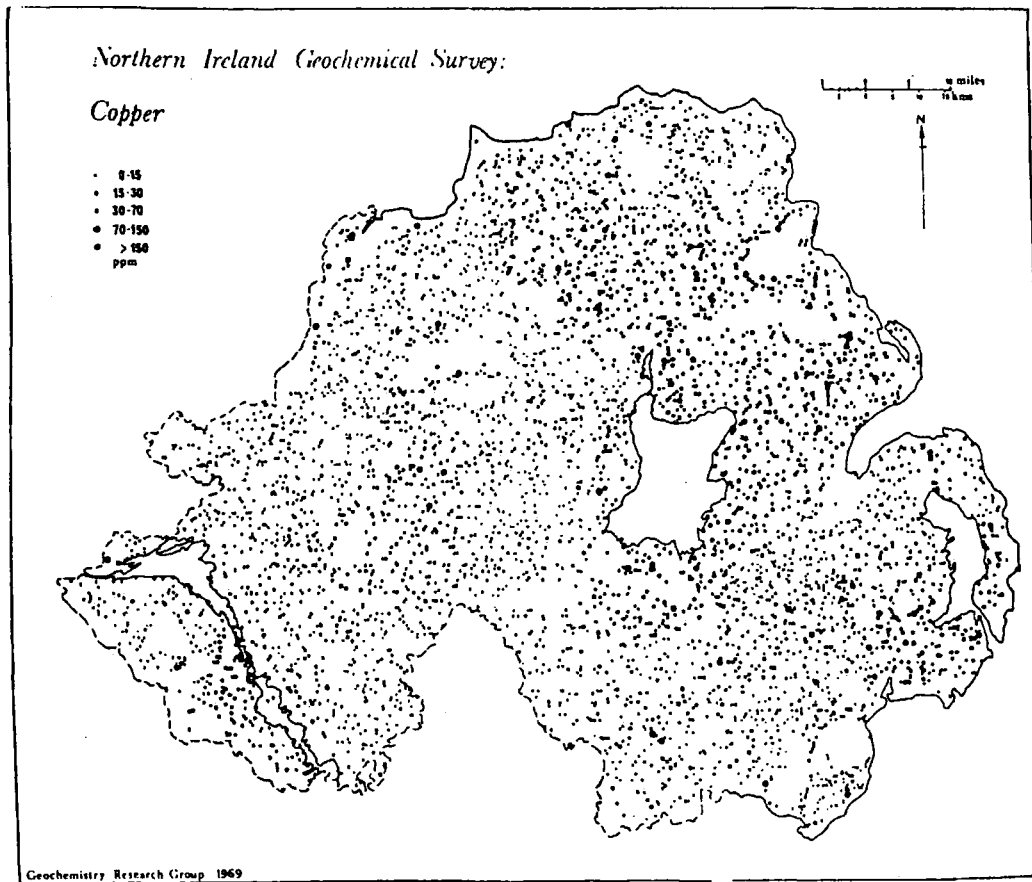 Northern Ireland Geochemical Survey:
Copper
0-15
15-30
30-70
70-150
>150
ppm
miles
kms
N
Geochemistry Research Group 1969